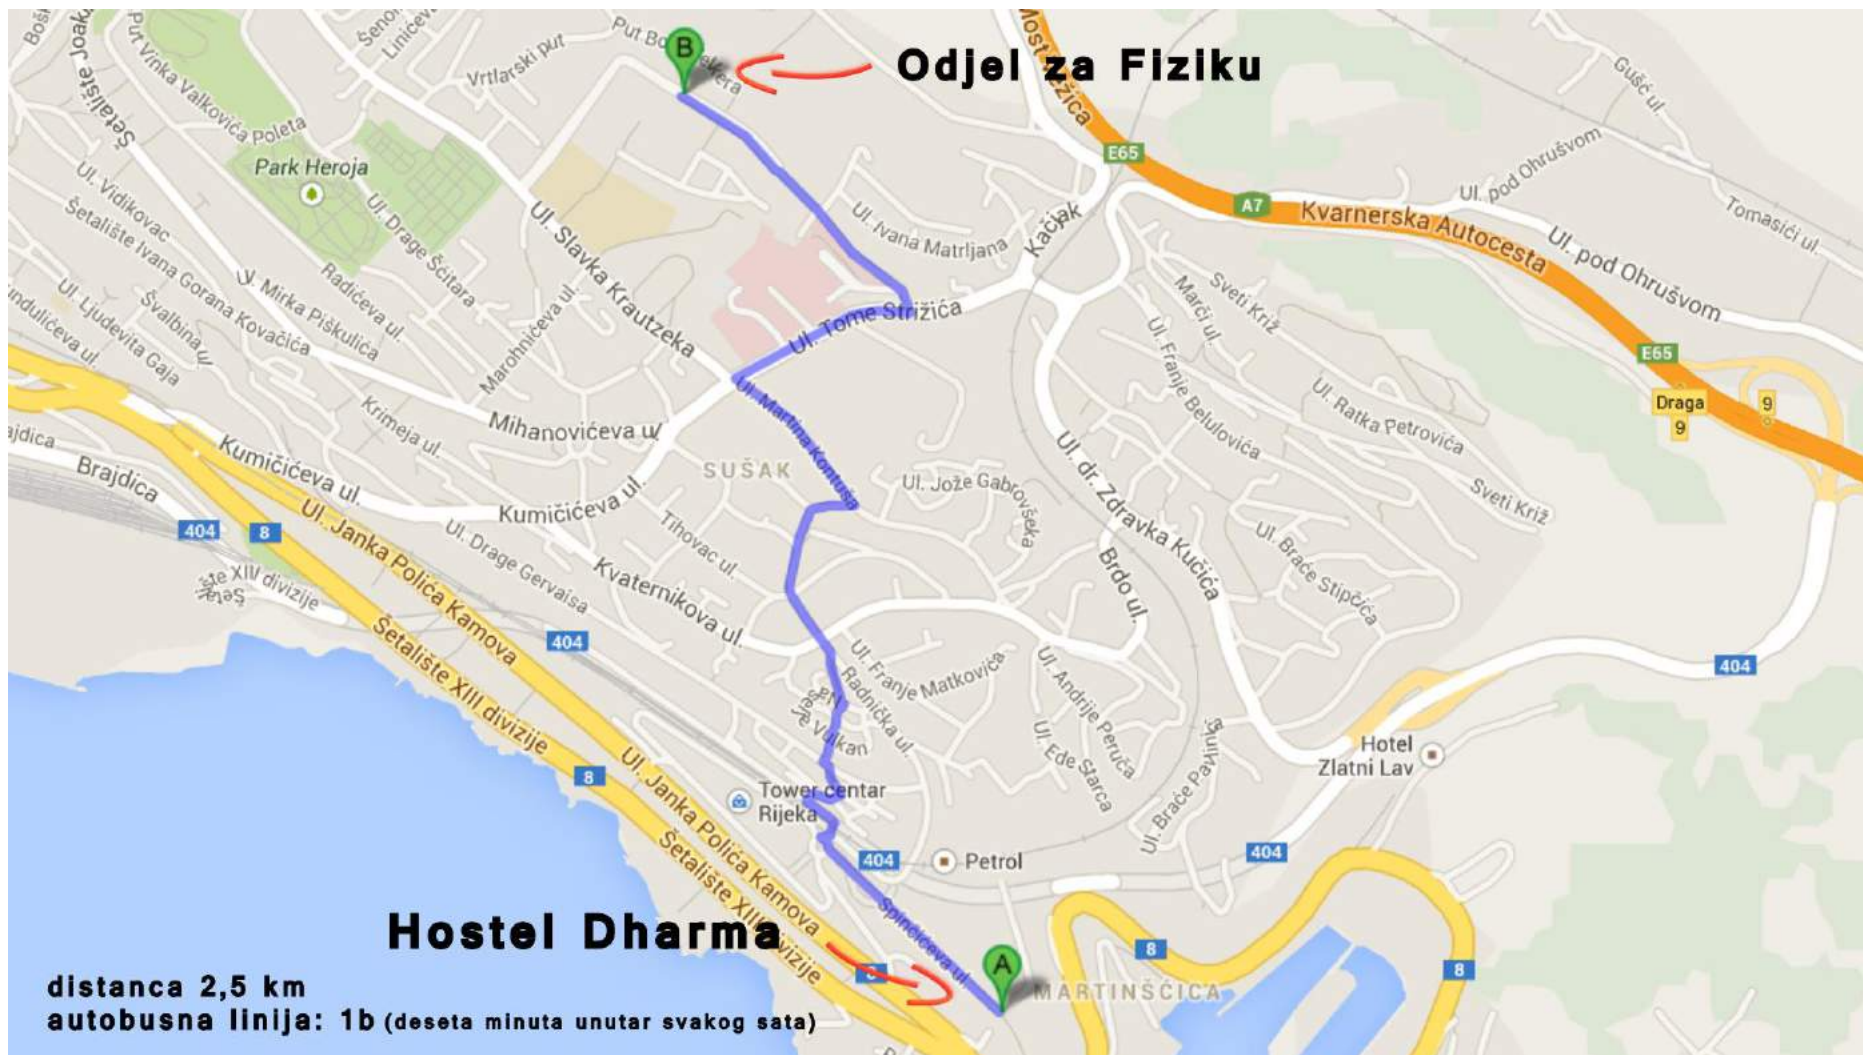 Odjel za Fiziku
Hostel Dharma
distanca 2,5 km
autobusna linija: 1b (deseta minuta unutar svakog sata)
B
A
Vrtlarski put
Put Vinka Valkovića Poleta
Park Heroja
Ul. Vidikovac
Šetalište Ivana Gorana Kovačića
Ul. Drage Šćitara
Radićeva ul.
U. Mirka Piškulića
Ul. Ljudevita Gaja
Švalbina ul
Marohnićeva ul.
Ul. Slavka Krautzeka
Ul. Ivana Matrljana
Kačjak
Ul. Tome Strižića
Ul. Martina Kontuša
E65
A7
Kvarnerska Autocesta
Gušć ul.
Ul. pod Ohrušvom
Ul. pod Ohrušvom
Tomasići ul.
Sveti Križ
Marči ul.
Ul. Franje Belulovića
Ul. Ratka Petrovića
Sveti Križ
E65
Draga
9
9
Krimeja ul.
Mihanovićeva u
Kumičićeva ul.
Kumičićeva ul.
SUŠAK
Ul. Jože Gabrovšeka
Ul. dr. Zdravka Kučića
Brajdica
404
8
Ul. Janka Polića Kamova
Ul. Drage Gervaisa
Tihovac ul.
Kvaternikova ul.
Brdo ul.
Ul. Braće Stipčića
404
Šetalište XIII divizije
Ul. Franje Matkovića
Radnička ul.
Ul. Andrije Peruča
Ul. Ede Starca
404
Hotel
Zlatni Lav
8
Ul. Janka Polića Kamova
Tower centar
Rijeka
404
Petrol
404
Spinčićeva ul.
8
8
8
MARTINŠĆICA